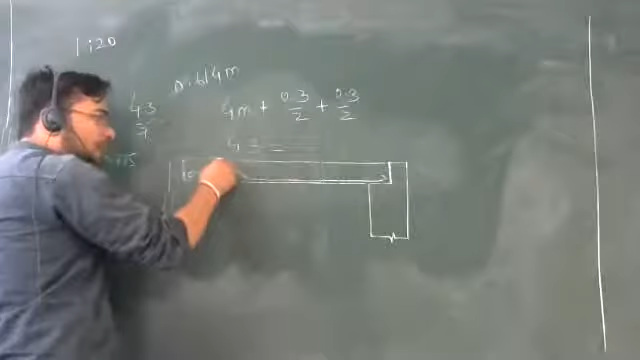 1:20
4.3
0.614m
4m + 0.3/2 + 0.3/2
4.3 =